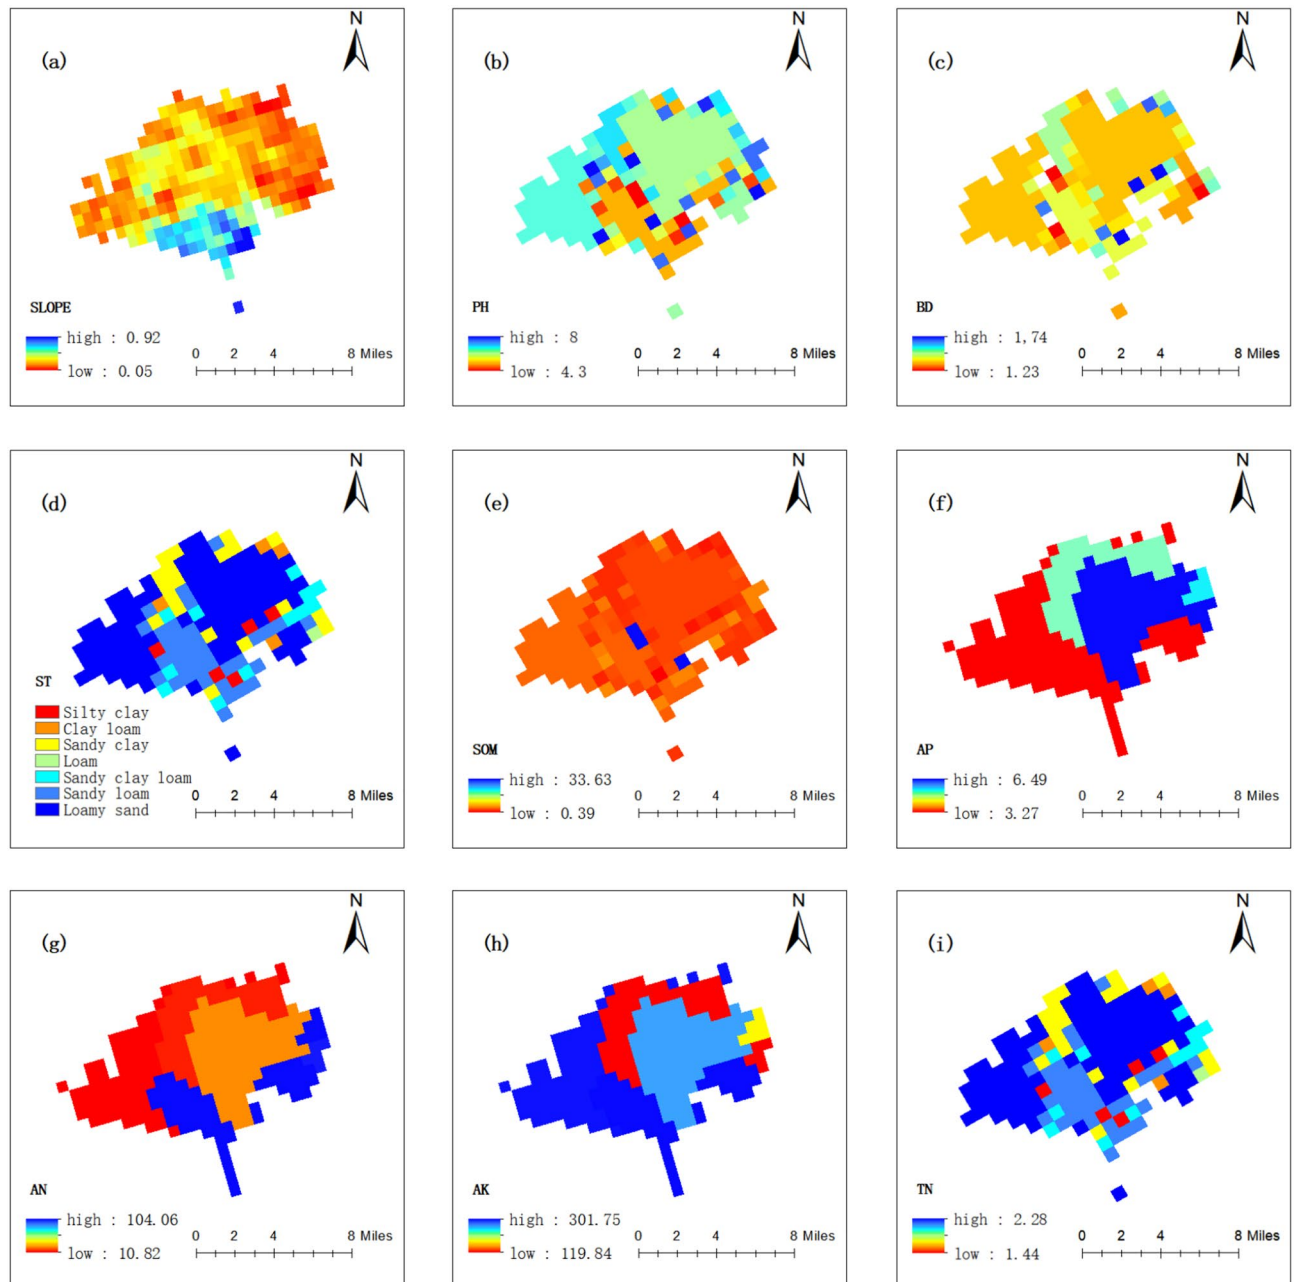 N
(a)
SLOPE
high : 0.92
low : 0.05
0 2 4 8 Miles
N
(b)
PH
high : 8
low : 4.3
0 2 4 8 Miles
N
(c)
BD
high : 1,74
low : 1.23
0 2 4 8 Miles
N
(d)
ST
Silty clay
Clay loam
Sandy clay
Loam
Sandy clay loam
Sandy loam
Loamy sand
0 2 4 8 Miles
N
(e)
SOM
high : 33.63
low : 0.39
0 2 4 8 Miles
N
(f)
AP
high : 6.49
low : 3.27
0 2 4 8 Miles
N
(g)
AN
high : 104.06
low : 10.82
0 2 4 8 Miles
N
(h)
AK
high : 301.75
low : 119.84
0 2 4 8 Miles
N
(i)
TN
high : 2.28
low : 1.44
0 2 4 8 Miles